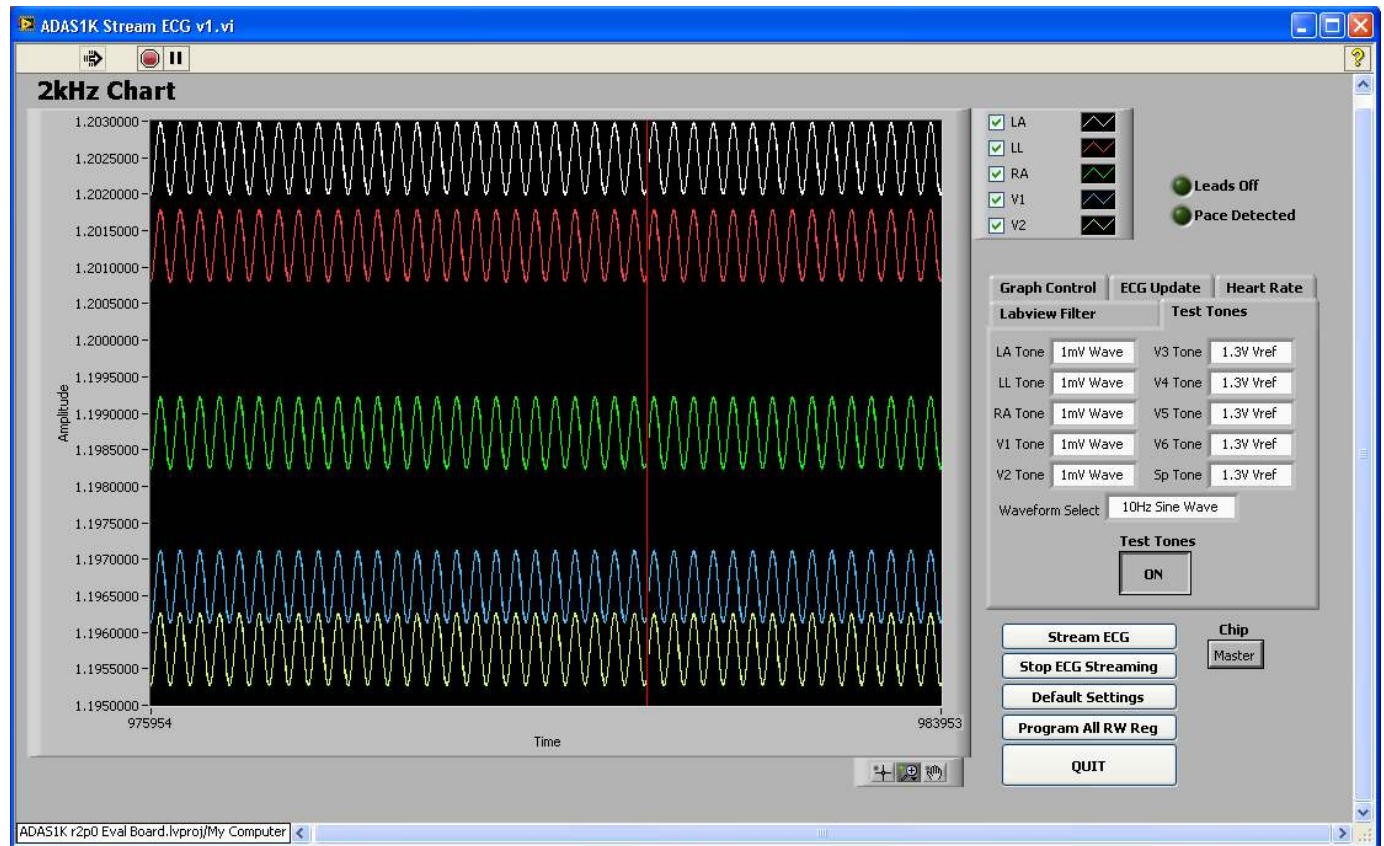 ADAS1K Stream ECG v1.vi
2kHz Chart
1.2030000
1.2025000
1.2020000
1.2015000
1.2010000
1.2005000
1.2000000
1.1995000
1.1990000
1.1985000
1.1980000
1.1975000
1.1970000
1.1965000
1.1960000
1.1955000
1.1950000
Amplitude
975954
983953
Time
LA
LL
RA
V1
V2
Leads Off
Pace Detected
Graph Control ECG Update Heart Rate
Labview Filter Test Tones
LA Tone 1mV Wave V3 Tone 1.3V Vref
LL Tone 1mV Wave V4 Tone 1.3V Vref
RA Tone 1mV Wave V5 Tone 1.3V Vref
V1 Tone 1mV Wave V6 Tone 1.3V Vref
V2 Tone 1mV Wave Sp Tone 1.3V Vref
Waveform Select 10Hz Sine Wave
Test Tones
ON
Stream ECG
Stop ECG Streaming
Default Settings
Program All RW Reg
QUIT
Chip
Master
ADAS1K r2p0 Eval Board.lvproj/My Computer